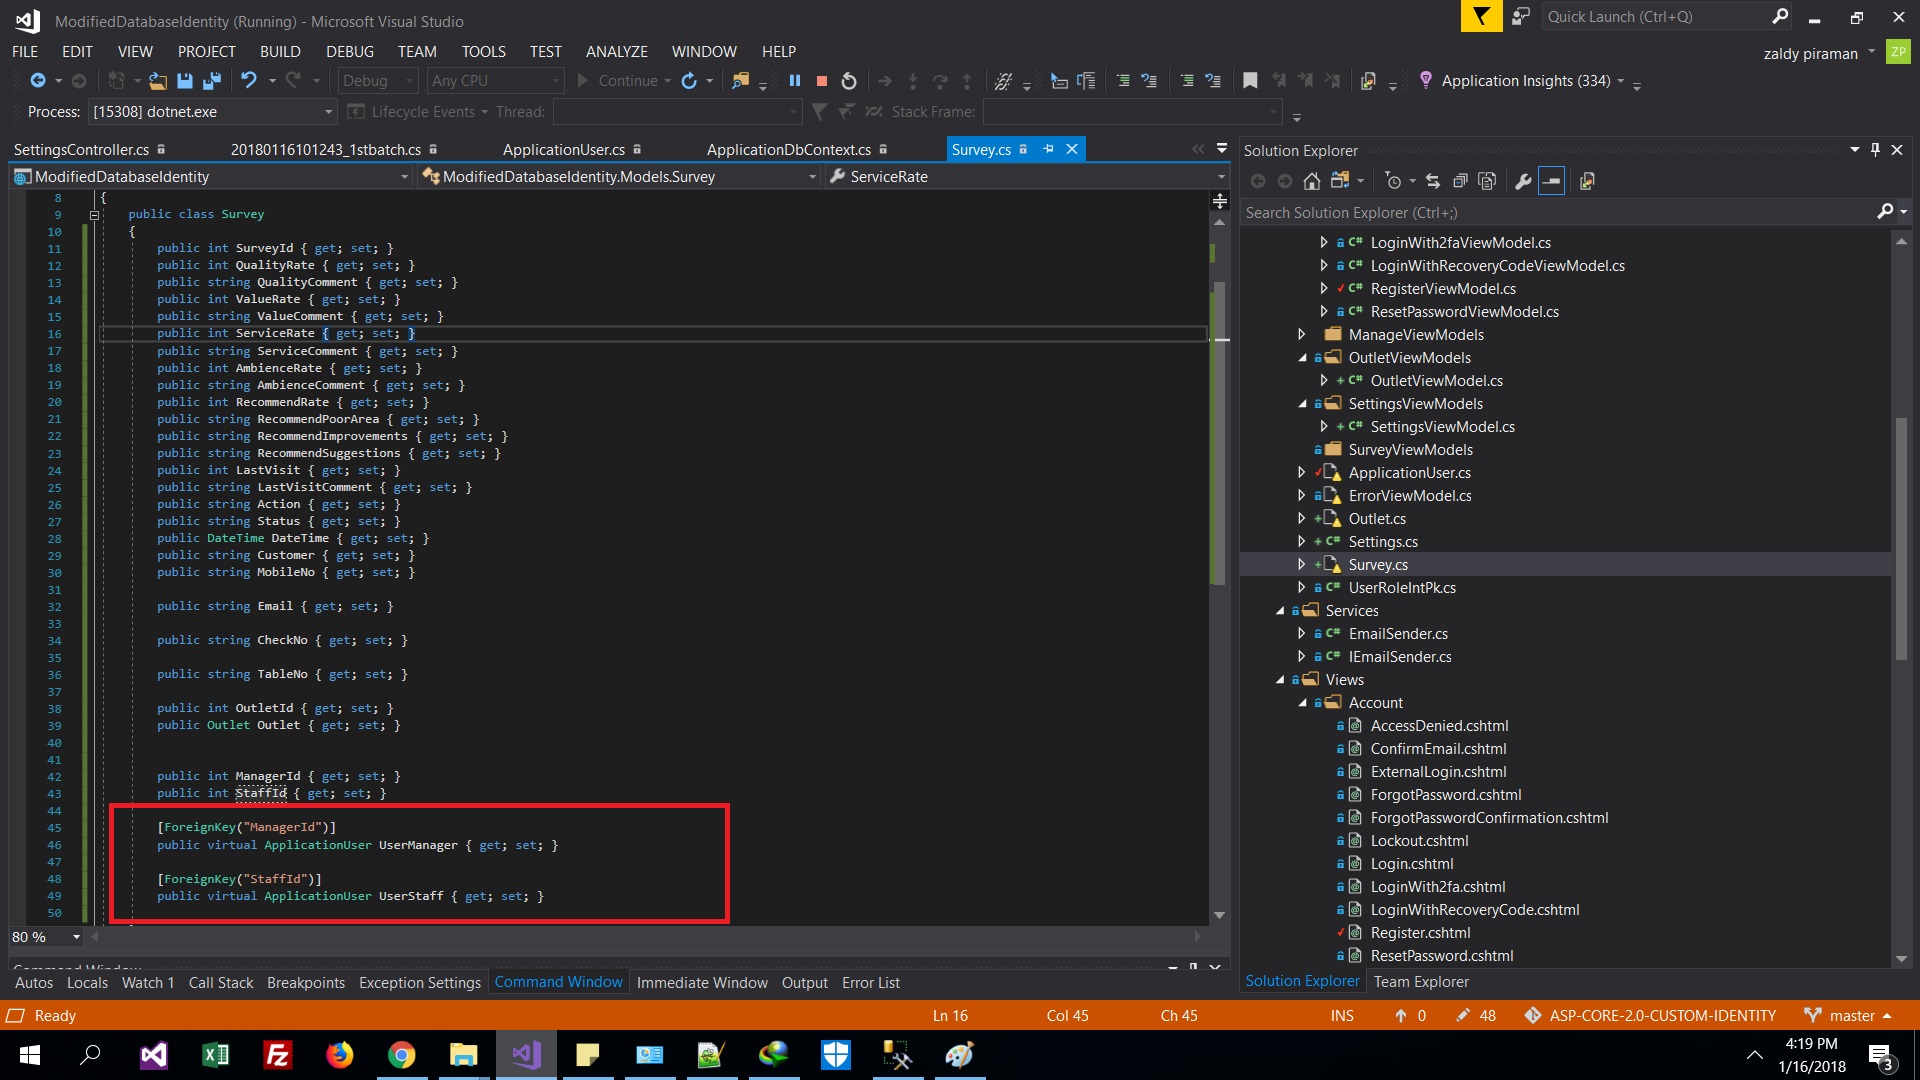 ModifiedDatabaseIdentity (Running) - Microsoft Visual Studio
Quick Launch (Ctrl+Q)
FILE EDIT VIEW PROJECT BUILD DEBUG TEAM TOOLS TEST ANALYZE WINDOW HELP
zaldy piraman ZP
Debug Any CPU Continue Application Insights (334)
Process: [15308] dotnet.exe Lifecycle Events Thread: Stack Frame:
SettingsController.cs 20180116101243_1stbatch.cs ApplicationUser.cs ApplicationDbContext.cs Survey.cs
ModifiedDatabaseIdentity ModifiedDatabaseIdentity.Models.Survey ServiceRate
8 {
9 public class Survey
10 {
11 public int SurveyId { get; set; }
12 public int QualityRate { get; set; }
13 public string QualityComment { get; set; }
14 public int ValueRate { get; set; }
15 public string ValueComment { get; set; }
16 public int ServiceRate { get; set; }
17 public string ServiceComment { get; set; }
18 public int AmbienceRate { get; set; }
19 public string AmbienceComment { get; set; }
20 public int RecommendRate { get; set; }
21 public string RecommendPoorArea { get; set; }
22 public string RecommendImprovements { get; set; }
23 public string RecommendSuggestions { get; set; }
24 public int LastVisit { get; set; }
25 public string LastVisitComment { get; set; }
26 public string Action { get; set; }
27 public string Status { get; set; }
28 public DateTime DateTime { get; set; }
29 public string Customer { get; set; }
30 public string MobileNo { get; set; }
31
32 public string Email { get; set; }
33
34 public string CheckNo { get; set; }
35
36 public string TableNo { get; set; }
37
38 public int OutletId { get; set; }
39 public Outlet Outlet { get; set; }
40
41
42 public int ManagerId { get; set; }
43 public int StaffId { get; set; }
44
45 [ForeignKey("ManagerId")]
46 public virtual ApplicationUser UserManager { get; set; }
47
48 [ForeignKey("StaffId")]
49 public virtual ApplicationUser UserStaff { get; set; }
50
80 %
Command Window
Autos Locals Watch 1 Call Stack Breakpoints Exception Settings Command Window Immediate Window Output Error List
Solution Explorer
Search Solution Explorer (Ctrl+;)
C# LoginWith2faViewModel.cs
C# LoginWithRecoveryCodeViewModel.cs
C# RegisterViewModel.cs
C# ResetPasswordViewModel.cs
ManageViewModels
OutletViewModels
C# OutletViewModel.cs
SettingsViewModels
C# SettingsViewModel.cs
SurveyViewModels
ApplicationUser.cs
ErrorViewModel.cs
Outlet.cs
C# Settings.cs
Survey.cs
C# UserRoleIntPk.cs
Services
C# EmailSender.cs
C# IEmailSender.cs
Views
Account
AccessDenied.cshtml
ConfirmEmail.cshtml
ExternalLogin.cshtml
ForgotPassword.cshtml
ForgotPasswordConfirmation.cshtml
Lockout.cshtml
Login.cshtml
LoginWith2fa.cshtml
LoginWithRecoveryCode.cshtml
Register.cshtml
ResetPassword.cshtml
Solution Explorer Team Explorer
Ready Ln 16 Col 45 Ch 45 INS 0 48 ASP-CORE-2.0-CUSTOM-IDENTITY master
4:19 PM
1/16/2018
3